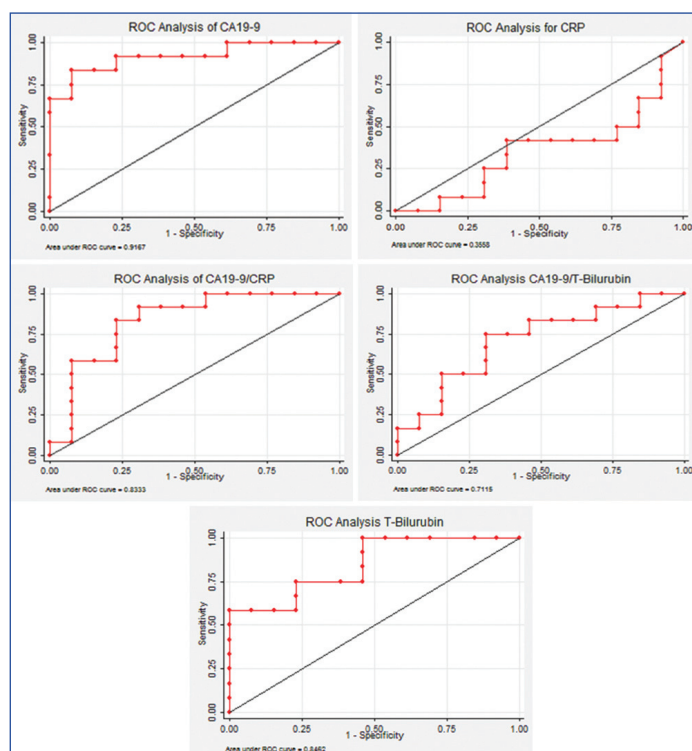 ROC Analysis of CA19-9
Sensitivity
1.00
0.75
0.50
0.25
0.00
0.00 0.25 0.50 0.75 1.00
1 - Specificity
Area under ROC curve = 0.9167
ROC Analysis for CRP
Sensitivity
1.00
0.75
0.50
0.25
0.00
0.00 0.25 0.50 0.75 1.00
1 - Specificity
Area under ROC curve = 0.3558
ROC Analysis of CA19-9/CRP
Sensitivity
1.00
0.75
0.50
0.25
0.00
0.00 0.25 0.50 0.75 1.00
1 - Specificity
Area under ROC curve = 0.8333
ROC Analysis CA19-9/T-Bilurubin
Sensitivity
1.00
0.75
0.50
0.25
0.00
0.00 0.25 0.50 0.75 1.00
1 - Specificity
Area under ROC curve = 0.7115
ROC Analysis T-Bilurubin
Sensitivity
1.00
0.75
0.50
0.25
0.00
0.00 0.25 0.50 0.75 1.00
1 - Specificity
Area under ROC curve = 0.8462